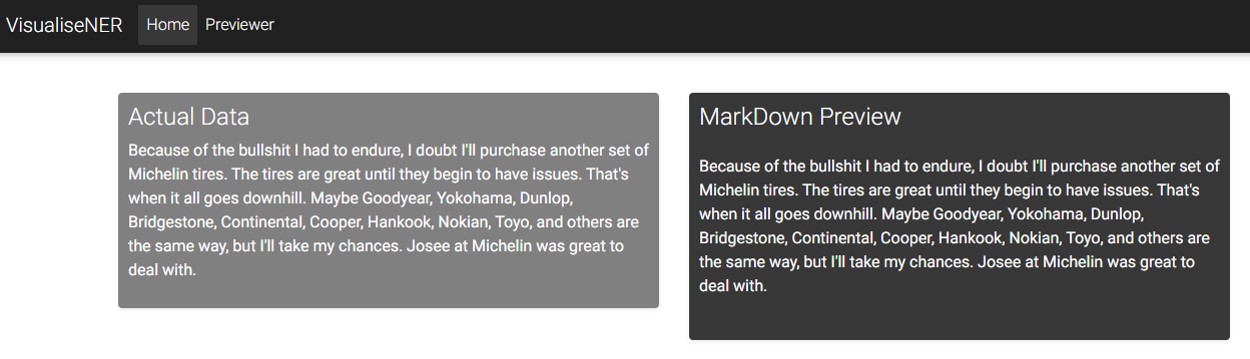 VisualiseNER Home Previewer
Actual Data
Because of the bullshit I had to endure, I doubt I'll purchase another set of
Michelin tires. The tires are great until they begin to have issues. That's
when it all goes downhill. Maybe Goodyear, Yokohama, Dunlop,
Bridgestone, Continental, Cooper, Hankook, Nokian, Toyo, and others are
the same way, but I'll take my chances. Josee at Michelin was great to
deal with.
MarkDown Preview
Because of the bullshit I had to endure, I doubt I'll purchase another set of
Michelin tires. The tires are great until they begin to have issues. That's
when it all goes downhill. Maybe Goodyear, Yokohama, Dunlop,
Bridgestone, Continental, Cooper, Hankook, Nokian, Toyo, and others are
the same way, but I'll take my chances. Josee at Michelin was great to
deal with.